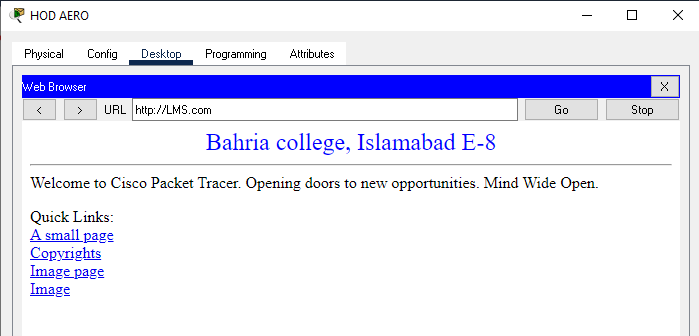 HOD AERO
Physical Config Desktop Programming Attributes
Web Browser X
< > URL http://LMS.com Go Stop
Bahria college, Islamabad E-8
Welcome to Cisco Packet Tracer. Opening doors to new opportunities. Mind Wide Open.
Quick Links:
A small page
Copyrights
Image page
Image